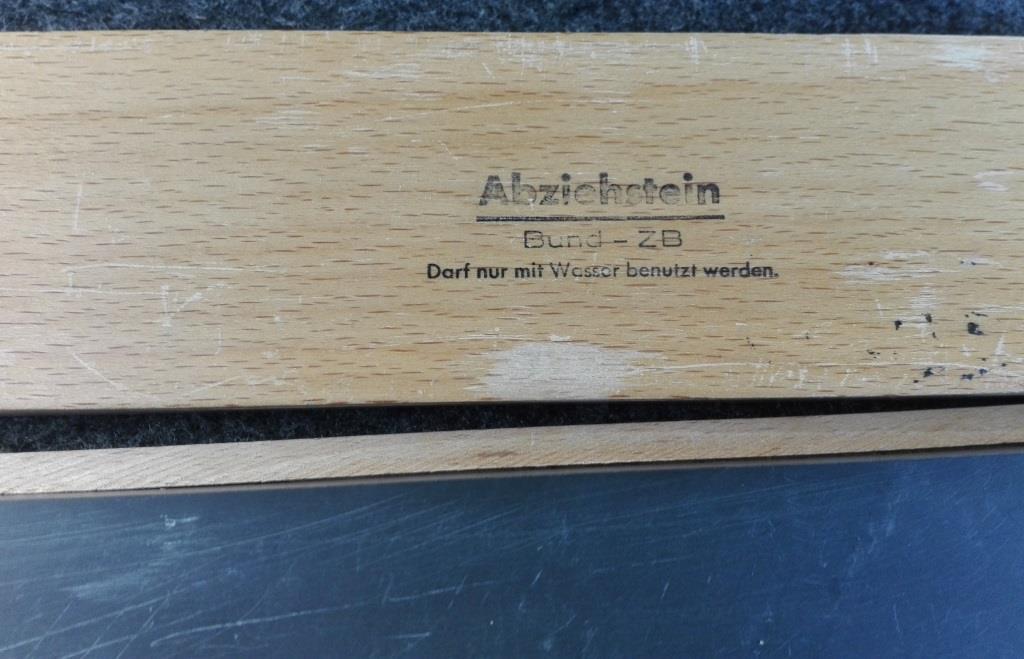 Abziehstein
Bund - ZB
Darf nur mit Wasser benutzt werden.